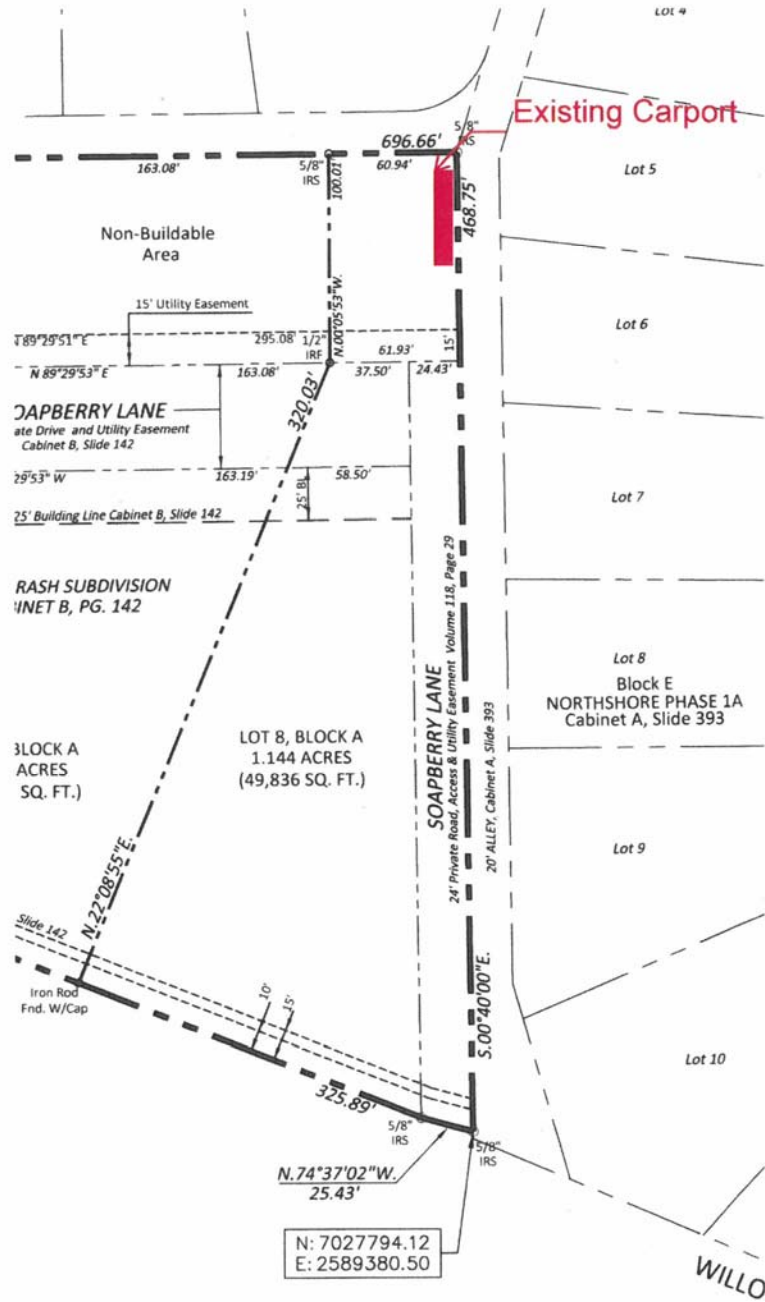 LOT 4
Existing Carport
696.66'
5/8"
IRS
163.08'
5/8"
IRS
60.94'
100.01
468.75'
Lot 5
Non-Buildable
Area
N.00°05'53"W.
15' Utility Easement
Lot 6
N 89°29'51" E
295.08'
1/2"
IRF
61.93'
15'
N 89°29'53" E
163.08'
37.50'
24.43'
320.03'
OAPBERRY LANE
ate Drive and Utility Easement
Cabinet B, Slide 142
29'53" W
163.19'
58.50'
25' BL
Lot 7
25' Building Line Cabinet B, Slide 142
RASH SUBDIVISION
INET B, PG. 142
SOAPBERRY LANE
24' Private Road, Access & Utility Easement Volume 118, Page 29
20' ALLEY, Cabinet A, Slide 393
Lot 8
Block E
NORTHSHORE PHASE 1A
Cabinet A, Slide 393
LOT 8, BLOCK A
1.144 ACRES
(49,836 SQ. FT.)
BLOCK A
ACRES
SQ. FT.)
Lot 9
N.22°08'55"E.
Slide 142
Iron Rod
Fnd. W/Cap
10'
15'
S.00°40'00"E.
Lot 10
325.89'
5/8"
IRS
5/8"
IRS
N.74°37'02"W.
25.43'
N: 7027794.12
E: 2589380.50
WILLO